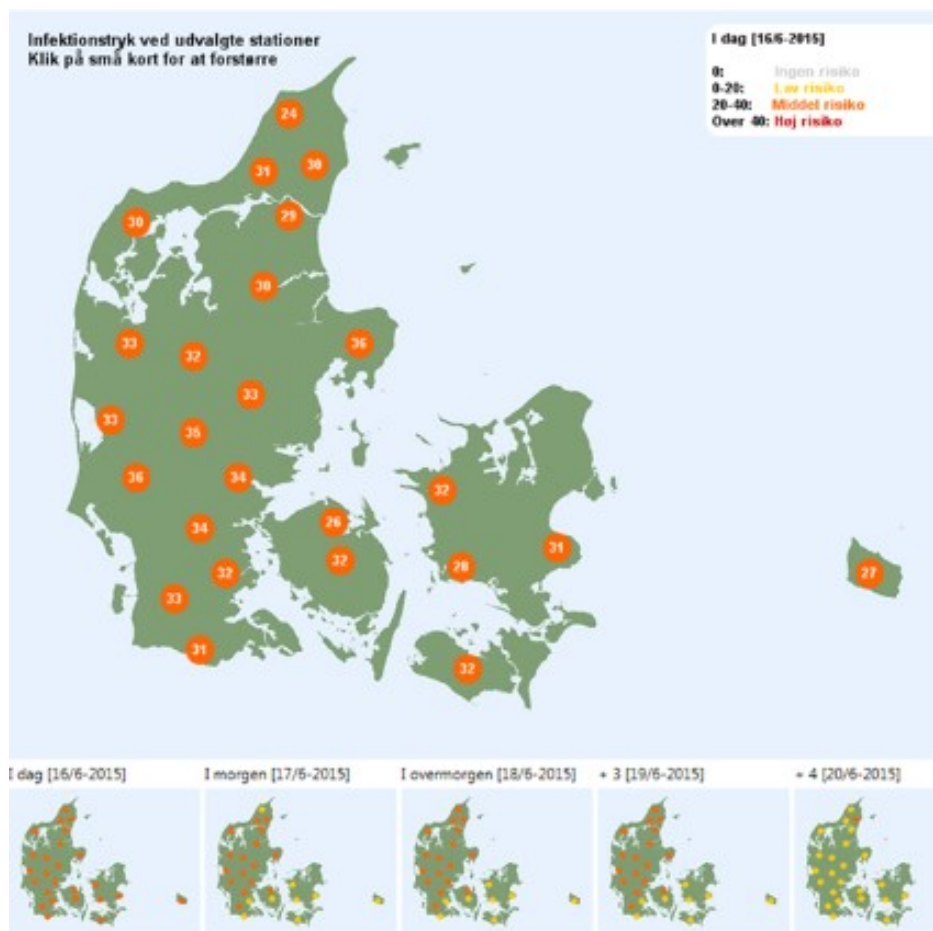 Infektionstryk ved udvalgte stationer
Klik på små kort for at forstørre
I dag [16/6-2015]
0: Ingen risiko
0-20: Lav risiko
20-40: Middel risiko
Over 40: Høj risiko
24
31 30
30 29
30
33 32 36
33
33 35
36 34 32
34 26
32 32 28 31
33 27
31 32
I dag [16/6-2015] I morgen [17/6-2015] I overmorgen [18/6-2015] + 3 [19/6-2015] + 4 [20/6-2015]